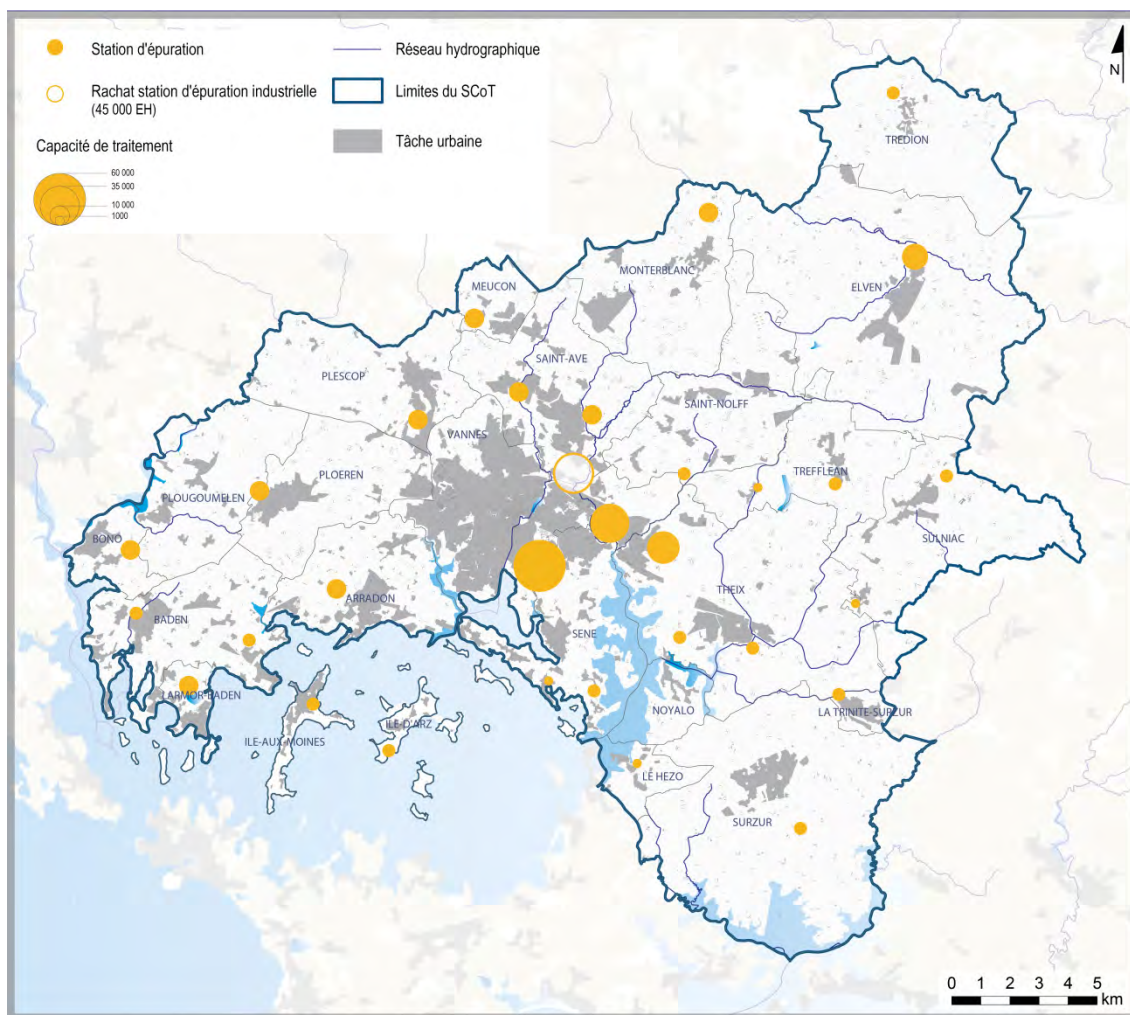 Station d'épuration
Réseau hydrographique
Rachat station d'épuration industrielle
(45 000 EH)
Limites du SCoT
Tâche urbaine
Capacité de traitement
60 000
35 000
10 000
1000
N
TREDION
MONTERBLANC
ELVEN
MEUCON
SAINT-AVE
PLESCOP
SAINT-NOLFF
VANNES
TREFFLEAN
PLOEREN
PLOUGOUMELEN
BONO
SULNIAC
THEIX
ARRADON
BADEN
SENE
LARMOR-BADEN
NOYALO
LA TRINITE-SURZUR
ILE-D'ARZ
ILE-AUX-MOINES
LE HEZO
SURZUR
0 1 2 3 4 5
km